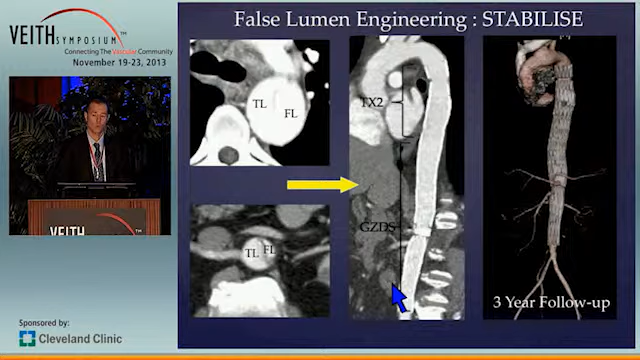 VEITHSYMPOSIUM™
Connecting The Vascular Community
November 19-23, 2013
VEITH
Sponsored by:
Cleveland Clinic
False Lumen Engineering : STABILISE
TL
FL
TL
FL
TX2
GZDS
3 Year Follow-up